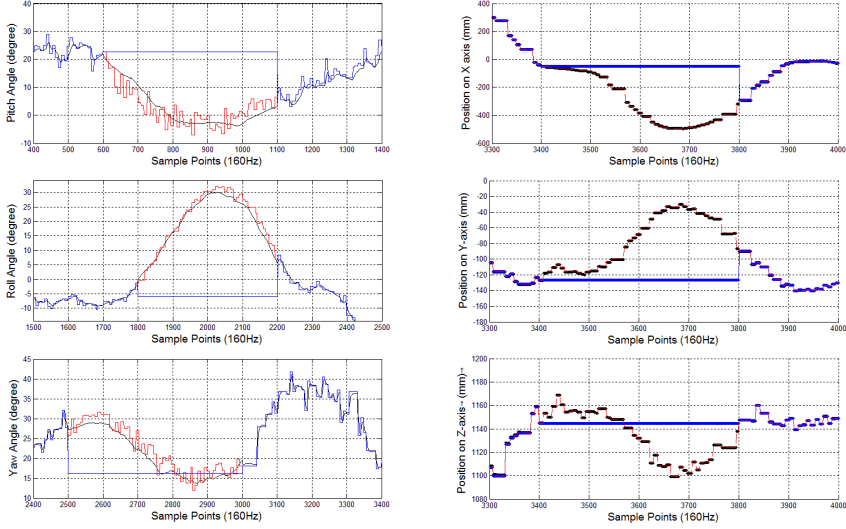 40
30
20
10
0
-10
400 500 600 700 800 900 1000 1100 1200 1300 1400
Pitch Angle (degree)
Sample Points (160Hz)
400
200
0
-200
-400
-600
3300 3400 3500 3600 3700 3800 3900 4000
Position on X axis (mm)
Sample Points (160Hz)
30
25
20
15
10
5
0
-5
-10
1500 1600 1700 1800 1900 2000 2100 2200 2300 2400 2500
Roll Angle (degree)
Sample Points (160Hz)
0
-20
-40
-60
-80
-100
-120
-140
-160
-180
3300 3400 3500 3600 3700 3800 3900 4000
Position on Y-axis (mm)
Sample Points (160Hz)
45
40
35
30
25
20
15
10
2400 2500 2600 2700 2800 2900 3000 3100 3200 3300 3400
Yaw Angle (degree)
Sample Points (160Hz)
1200
1180
1160
1140
1120
1100
1080
3300 3400 3500 3600 3700 3800 3900 4000
Position on Z-axis→(mm)→
Sample Points (160Hz)